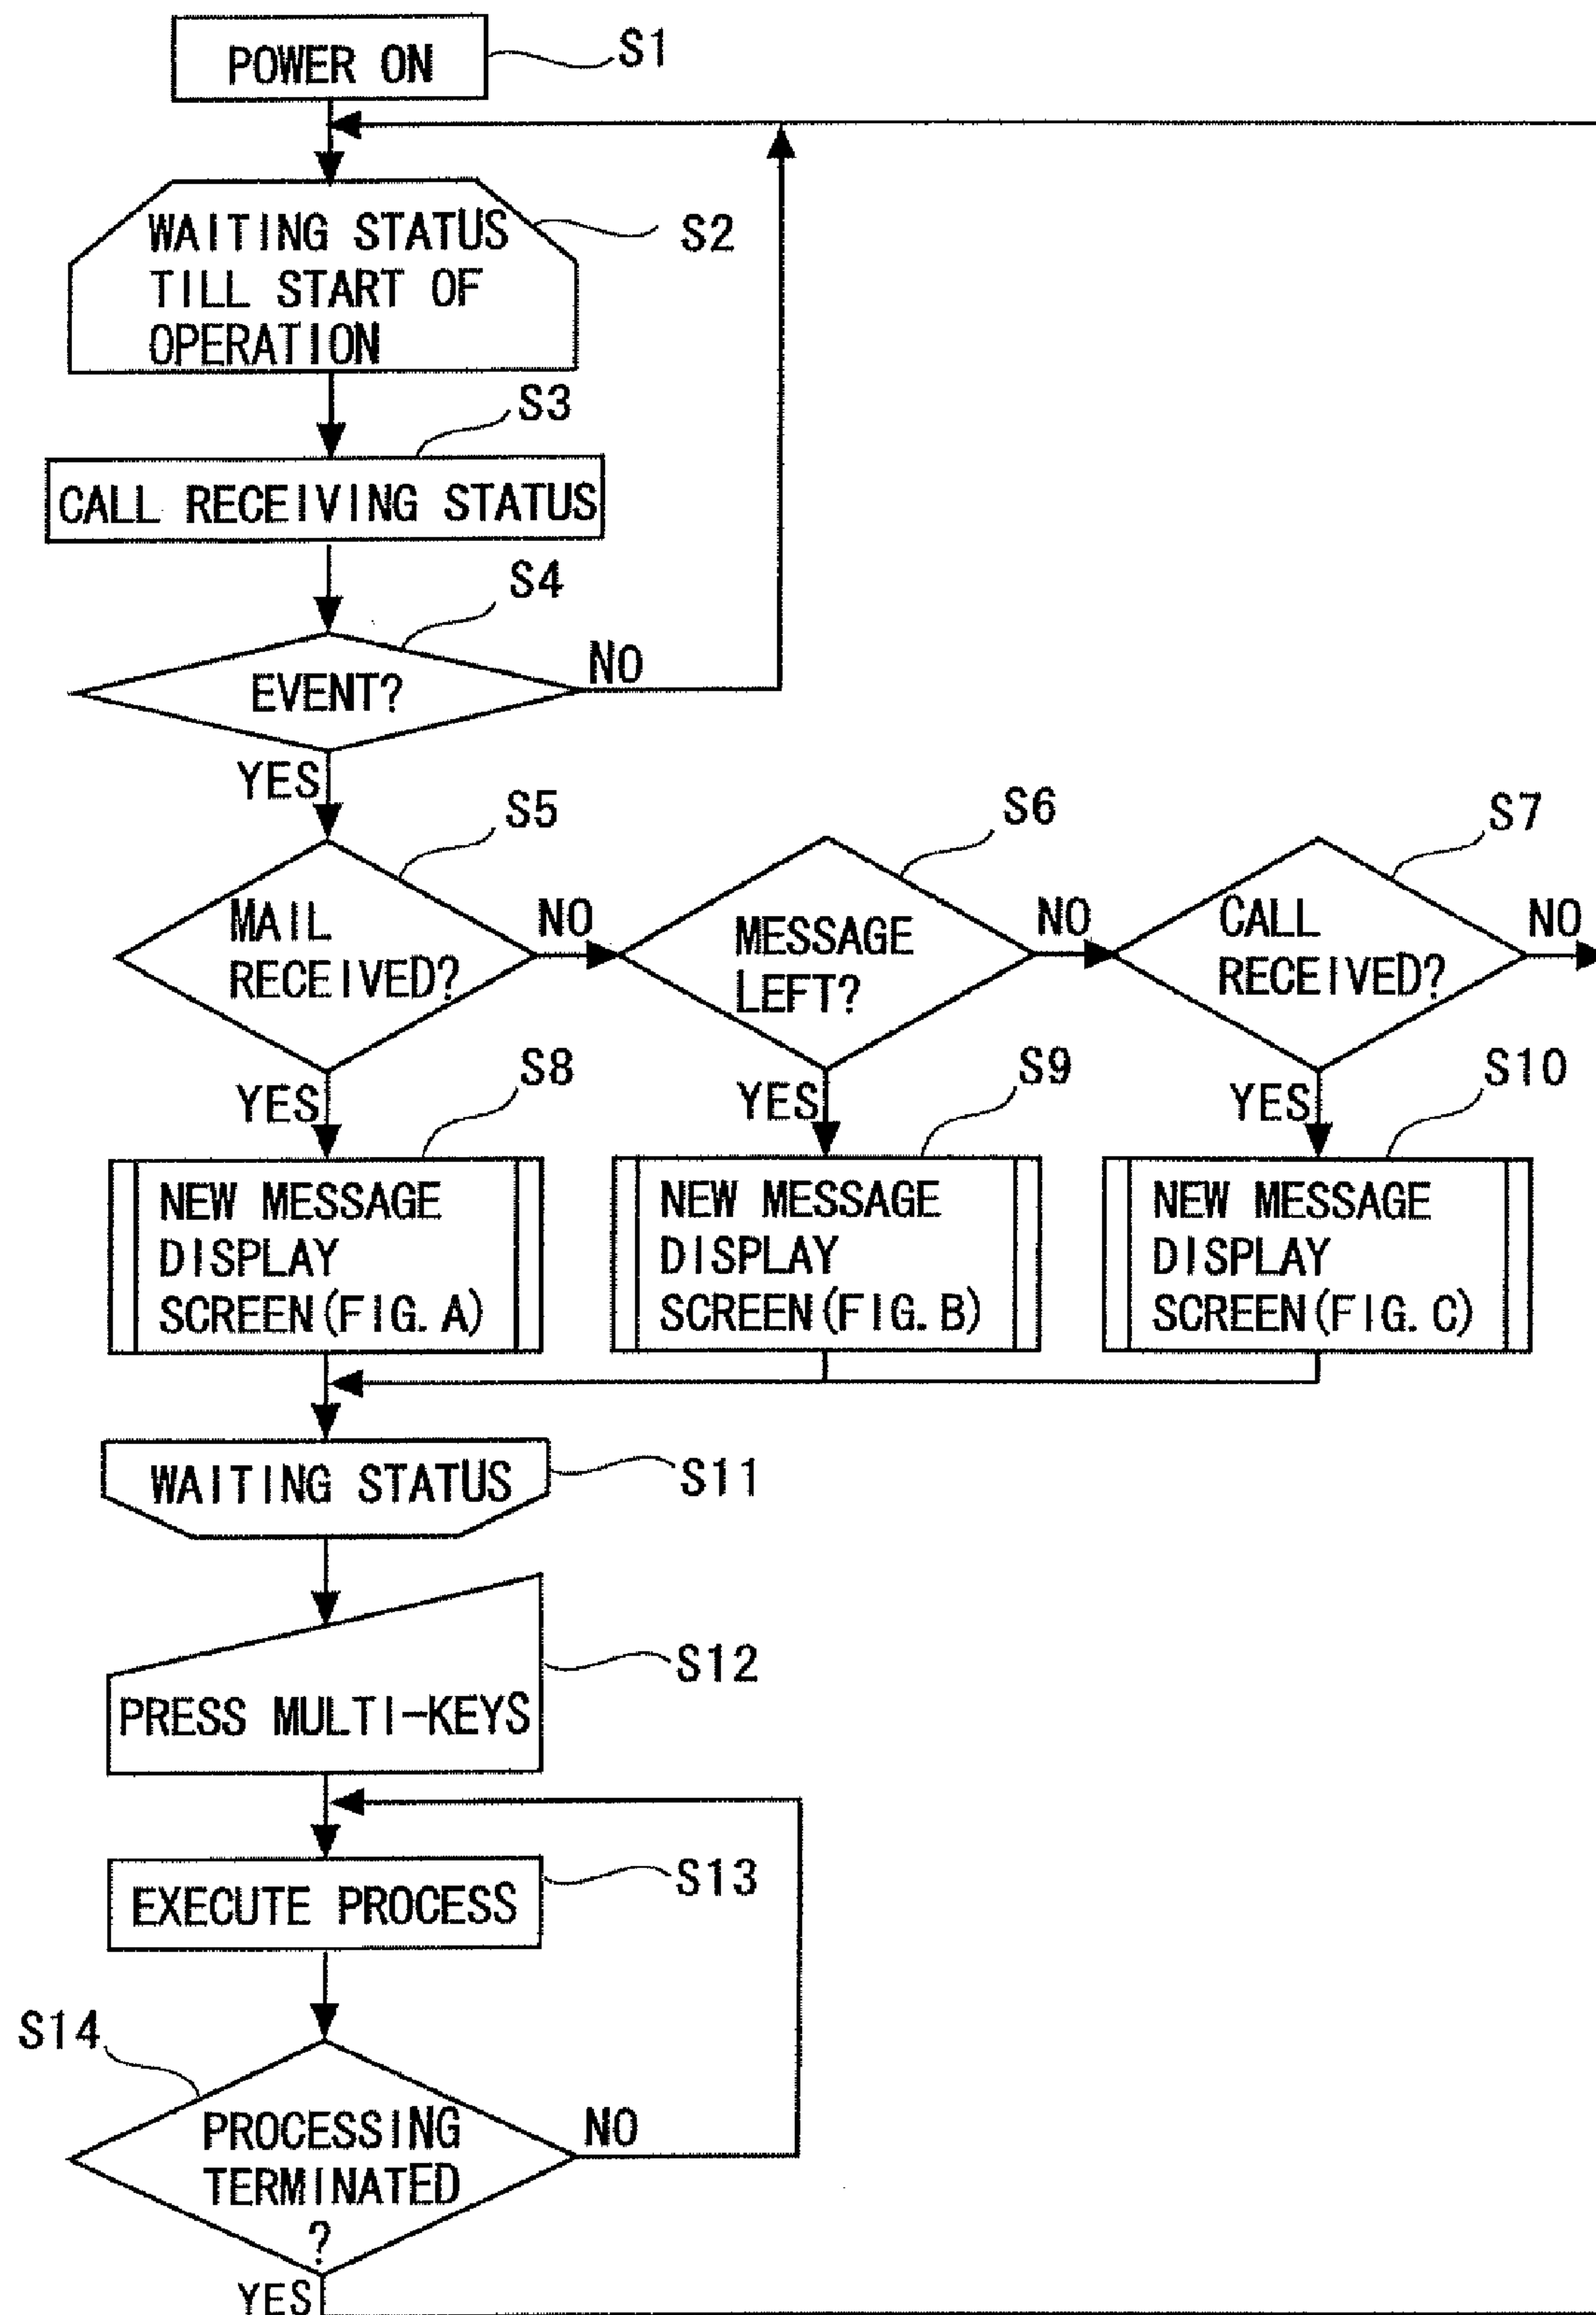 POWER ON
S1
WAITING STATUS
TILL START OF
OPERATION
S2
S3
CALL RECEIVING STATUS
S4
EVENT?
NO
YES
S5
S6
S7
MAIL
RECEIVED?
NO
MESSAGE
LEFT?
NO
CALL
RECEIVED?
NO
YES
S8
YES
S9
YES
S10
NEW MESSAGE
DISPLAY
SCREEN(FIG. A)
NEW MESSAGE
DISPLAY
SCREEN(FIG. B)
NEW MESSAGE
DISPLAY
SCREEN(FIG. C)
WAITING STATUS
S11
S12
PRESS MULTI-KEYS
S13
EXECUTE PROCESS
S14
PROCESSING
TERMINATED
?
NO
YES